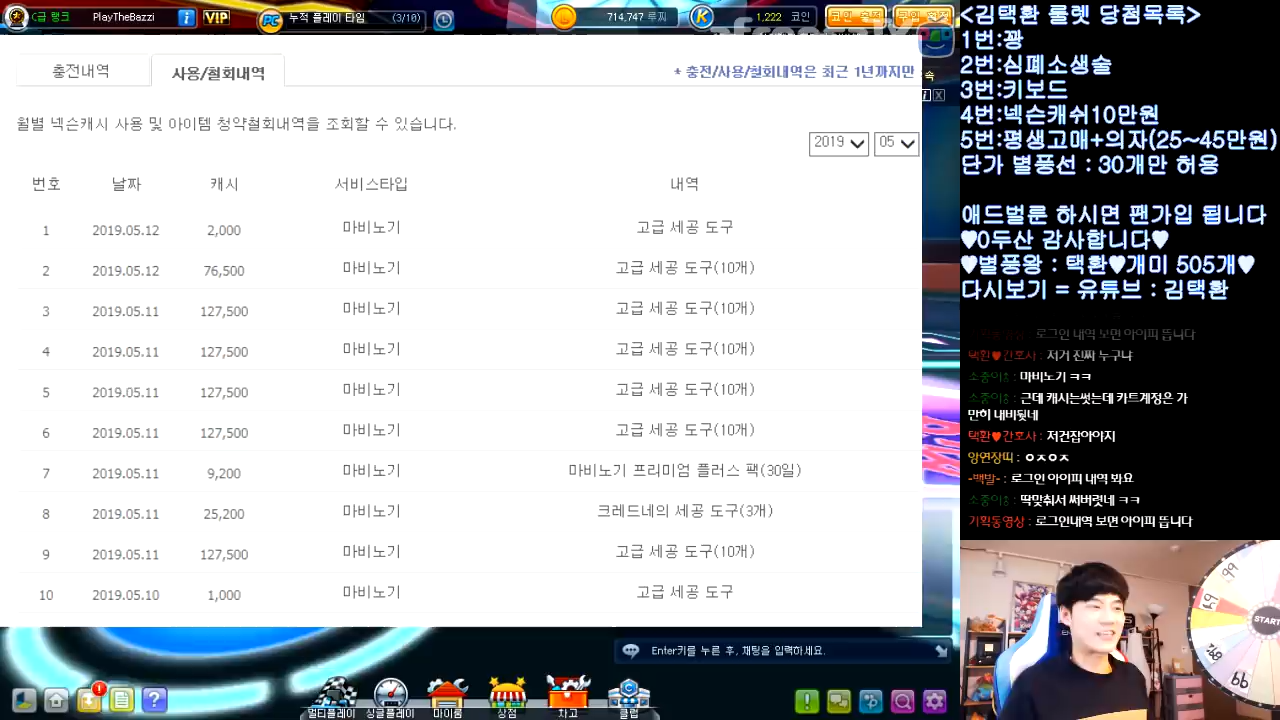 C급 랭크 PlayTheBazzi VIP PC 누적 플레이 타임 (3/10) 714,747 루찌 K 1,222 코인 코인 충전
충전내역 사용/철회내역
* 충전/사용/철회내역은 최근 1년까지만
월별 넥슨캐시 사용 및 아이템 청약철회내역을 조회할 수 있습니다.
2019 05
번호 날짜 캐시 서비스타입 내역
1 2019.05.12 2,000 마비노기 고급 세공 도구
2 2019.05.12 76,500 마비노기 고급 세공 도구(10개)
3 2019.05.11 127,500 마비노기 고급 세공 도구(10개)
4 2019.05.11 127,500 마비노기 고급 세공 도구(10개)
5 2019.05.11 127,500 마비노기 고급 세공 도구(10개)
6 2019.05.11 127,500 마비노기 고급 세공 도구(10개)
7 2019.05.11 9,200 마비노기 마비노기 프리미엄 플러스 팩(30일)
8 2019.05.11 25,200 마비노기 크레드네의 세공 도구(3개)
9 2019.05.11 127,500 마비노기 고급 세공 도구(10개)
10 2019.05.10 1,000 마비노기 고급 세공 도구
Enter키를 누른 후, 채팅을 입력하세요.
멀티플레이 싱글플레이 마이룸 상점 차고 클럽
<김택환 룰렛 당첨목록>
1번:꽝
2번:심폐소생술
3번:키보드
4번:넥슨캐쉬10만원
5번:평생고매+의자(25~45만원)
단가 별풍선 : 30개만 허용
애드벌룬 하시면 팬가입 됩니다
♥0두산 감사합니다♥
♥별풍왕 : 택환♥개미 505개♥
다시보기 = 유튜브 : 김택환
로그인 내역 보면 아이피 뜹니다
택환♥간호사 : 저거 진짜 누구냐
마비노기 ㅋㅋ
근데 캐시는썻는데 카트계정은 가
만히 내비뒀네
택환♥간호사 : 저건잡아야지
앙연장띠 : ㅇㅈㅇㅈ
-백발- : 로그인 아이피 내역 봐요
딱맞춰서 써버렷네 ㅋㅋ
기획동영상 : 로그인내역 보면 아이피 뜹니다
START